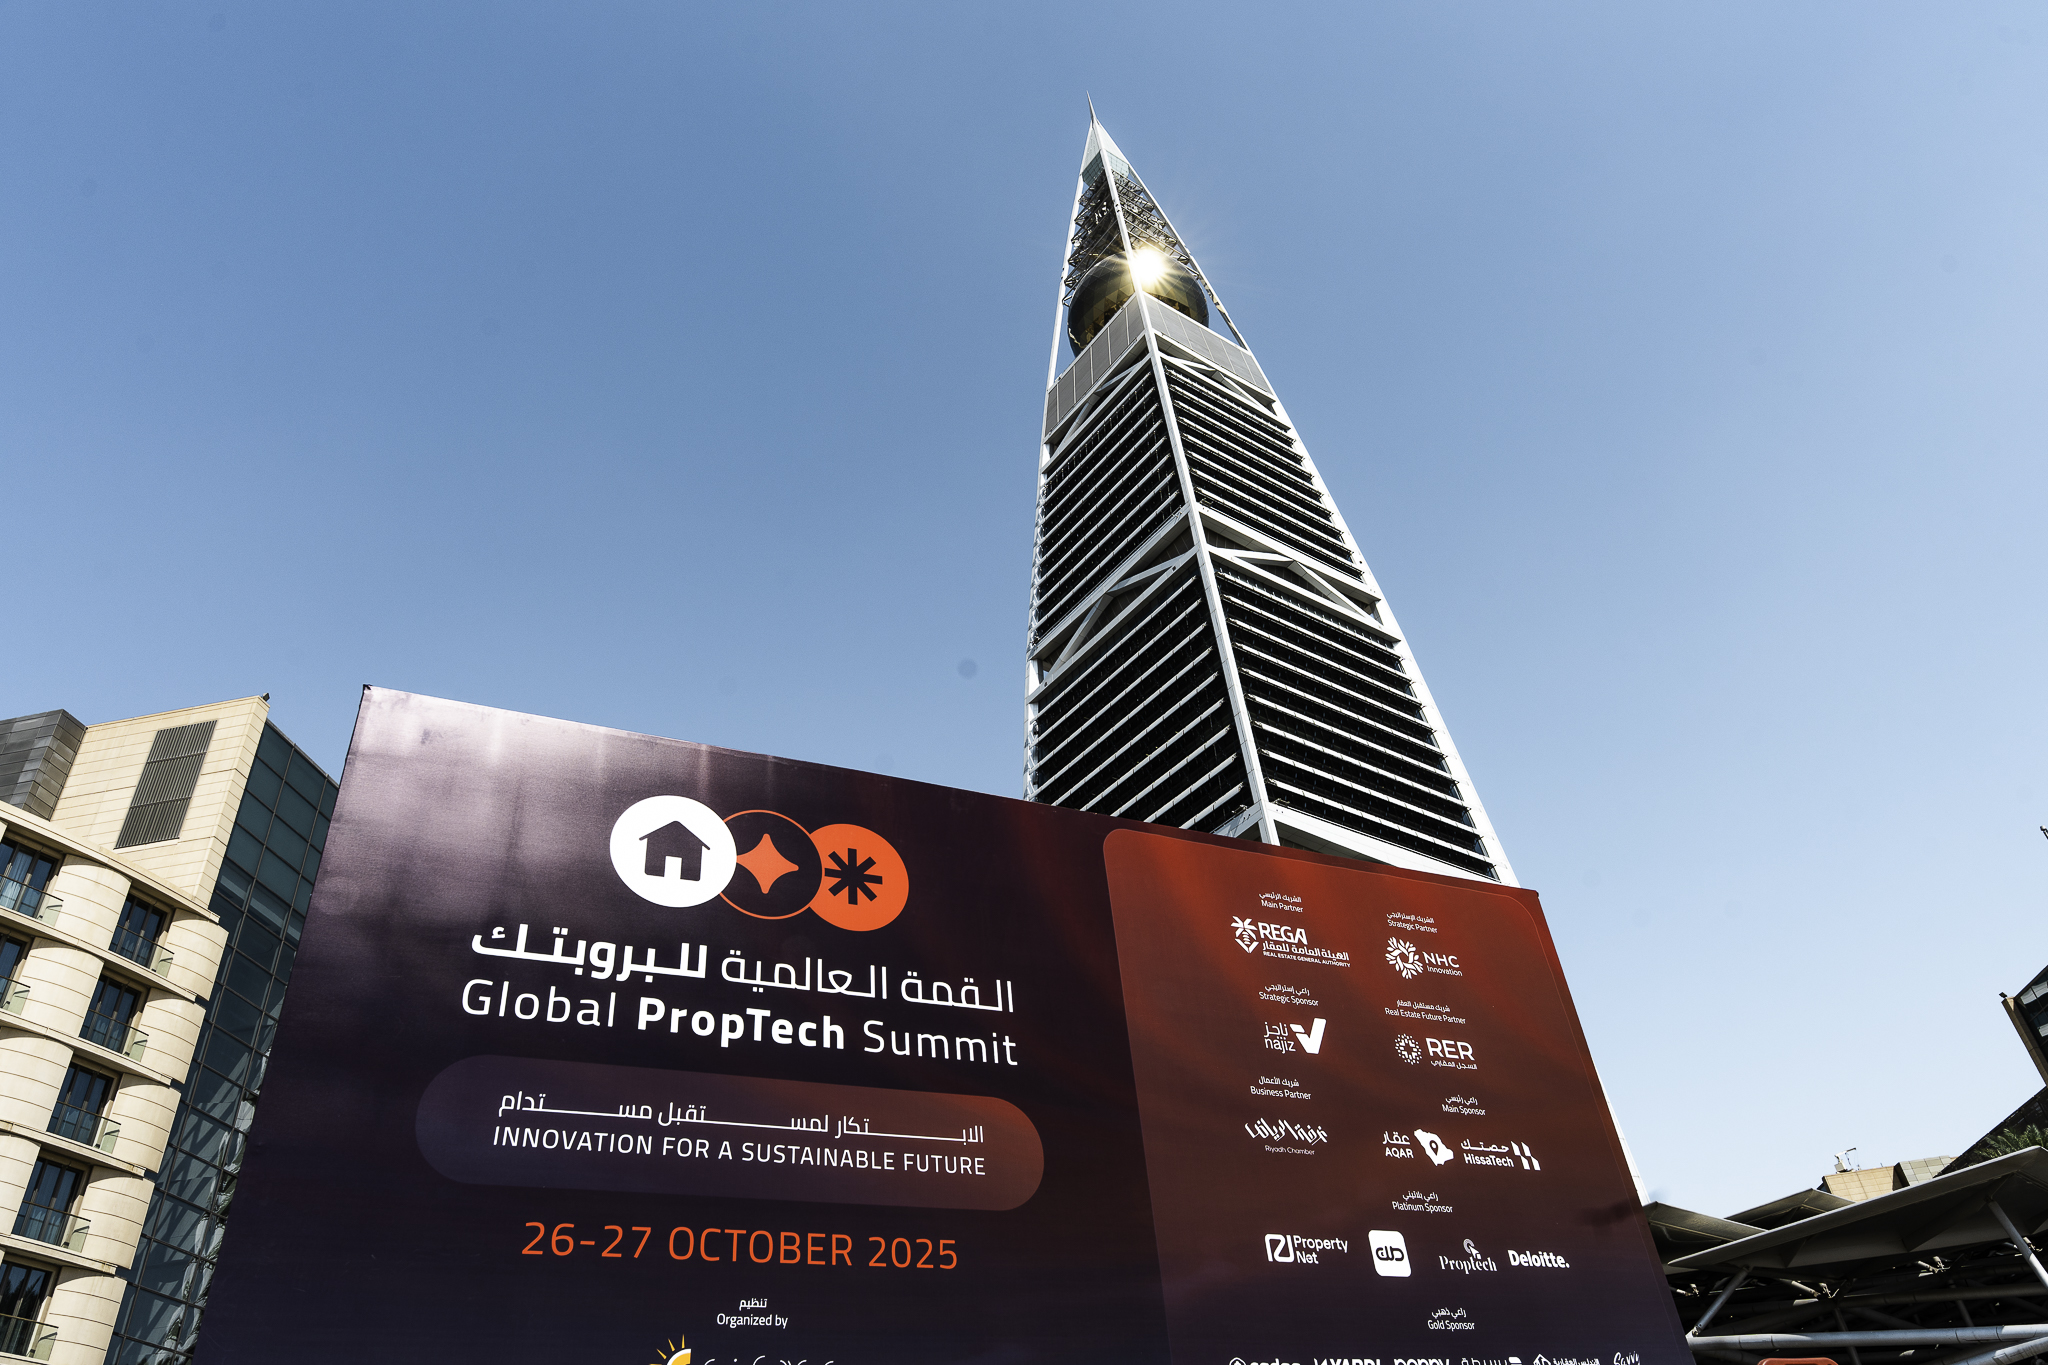 القمة العالمية للبروبتك
Global PropTech Summit
الابتكار لمستقبل مستدام
INNOVATION FOR A SUSTAINABLE FUTURE
26-27 OCTOBER 2025
تنظيم
Organized by
الشريك الرئيسي
Main Partner
REGA
الهيئة العامة للعقار
REAL ESTATE GENERAL AUTHORITY
الشريك الإستراتيجي
Strategic Partner
NHC
Innovation
راعي إستراتيجي
Strategic Sponsor
ناجز
najiz
شريك مستقبل العقار
Real Estate Future Partner
RER
السجل العقاري
شريك الأعمال
Business Partner
غرفة الرياض
Riyadh Chamber
راعي رئيسي
Main Sponsor
عقار
AQAR
حصتك
HissaTech
راعي بلاتيني
Platinum Sponsor
Property
Net
Proptech
Deloitte.
راعي ذهبي
Gold Sponsor
YARDI
Savvy